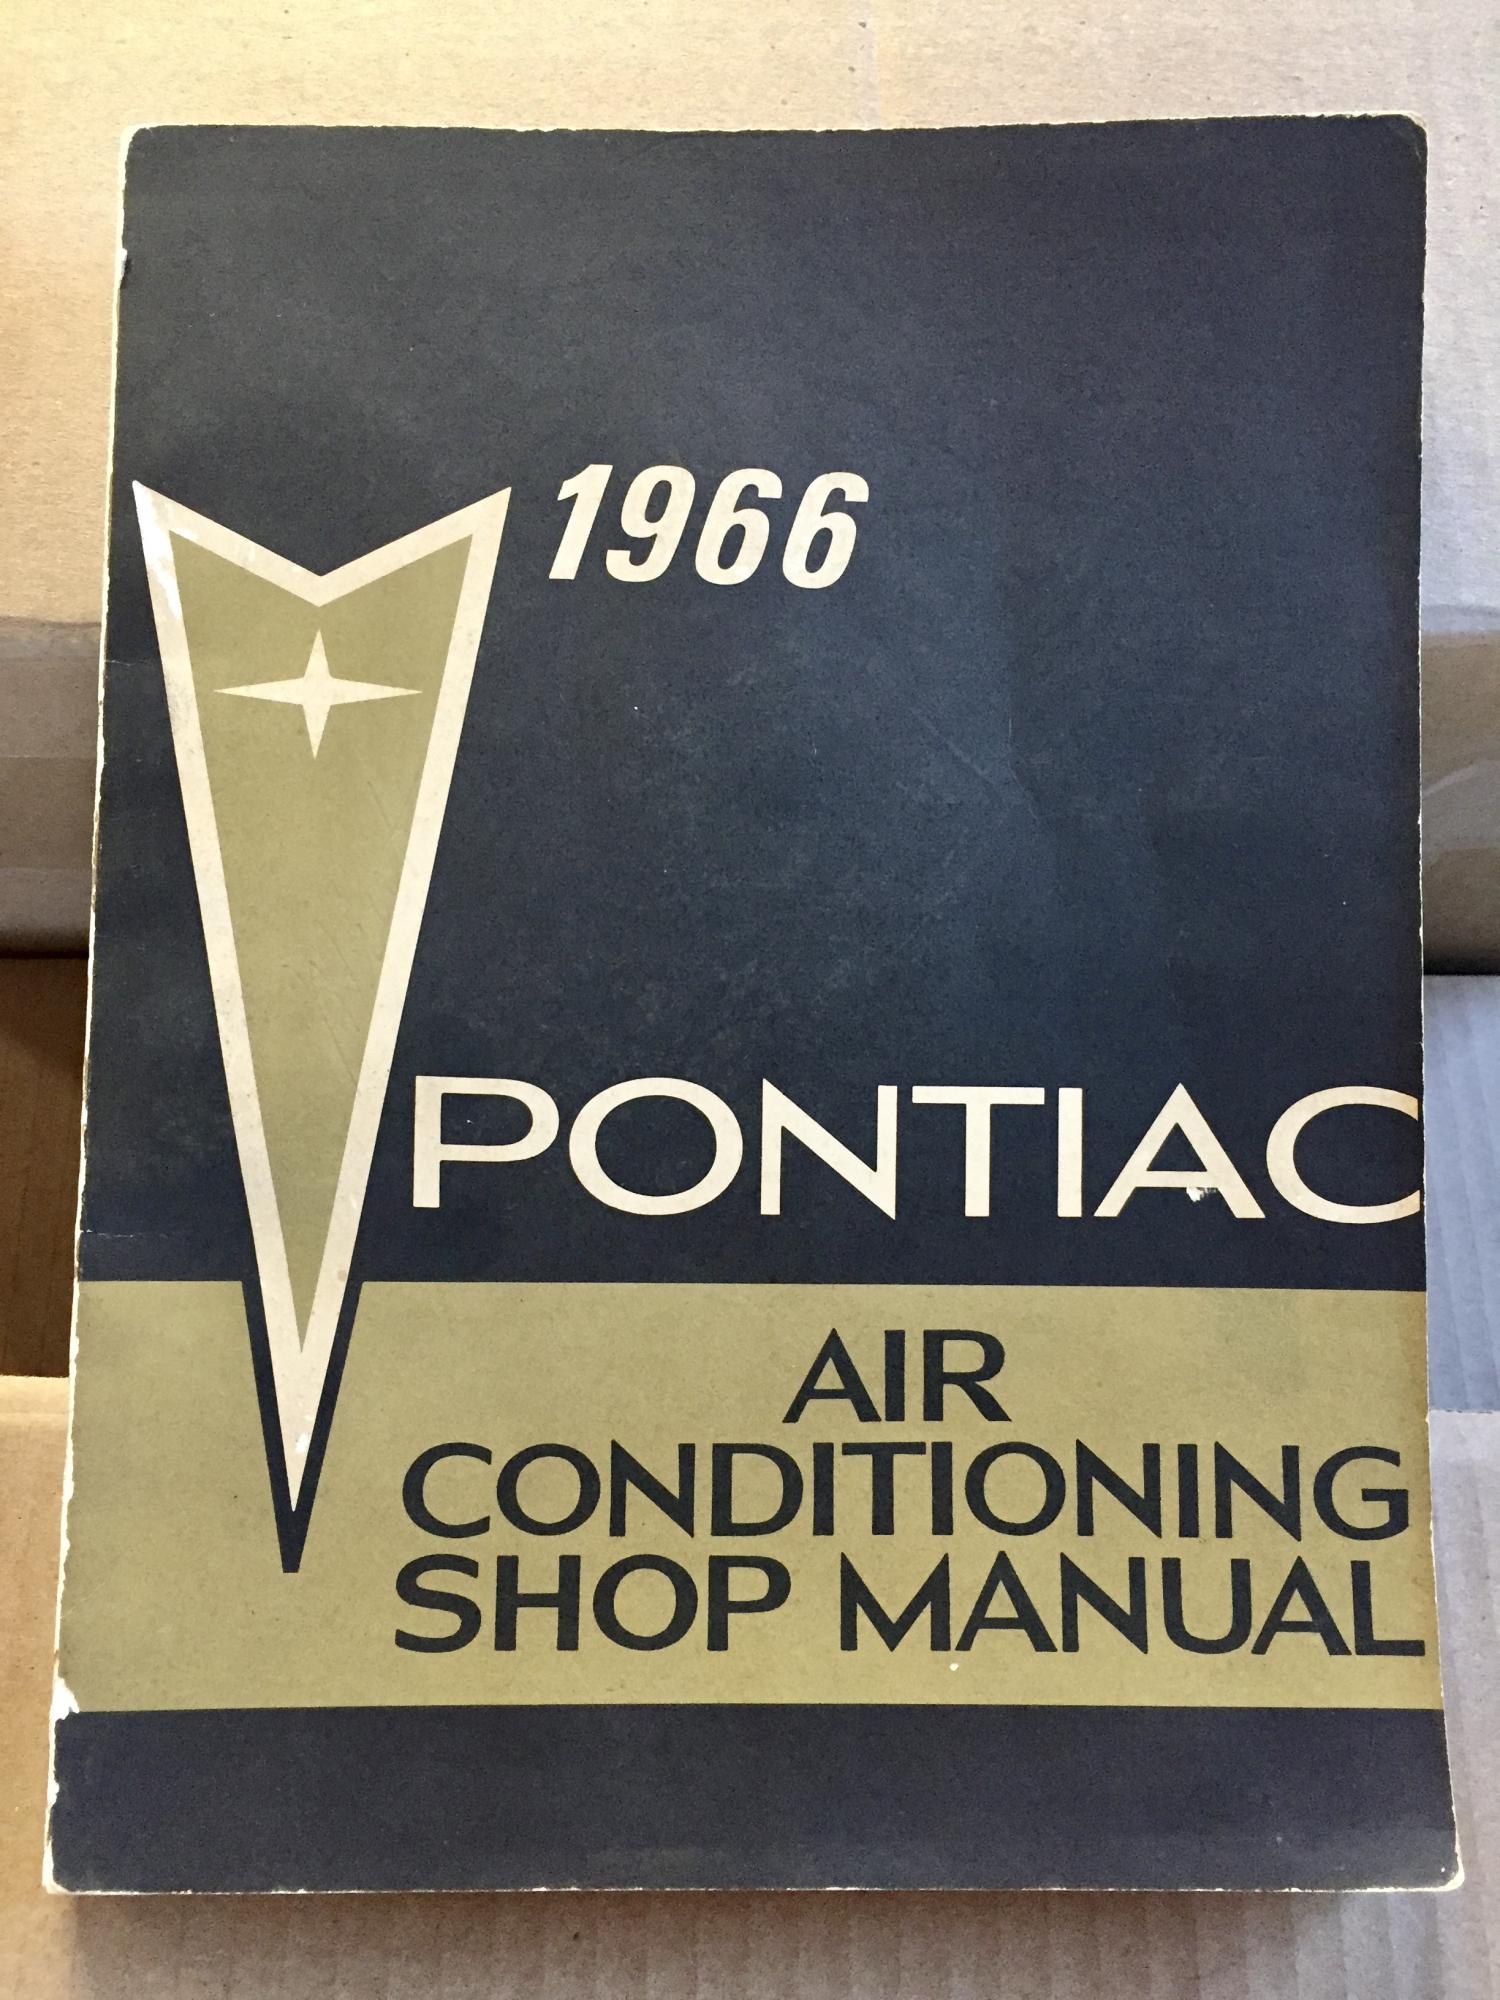 1966
PONTIAC
AIR
CONDITIONING
SHOP MANUAL